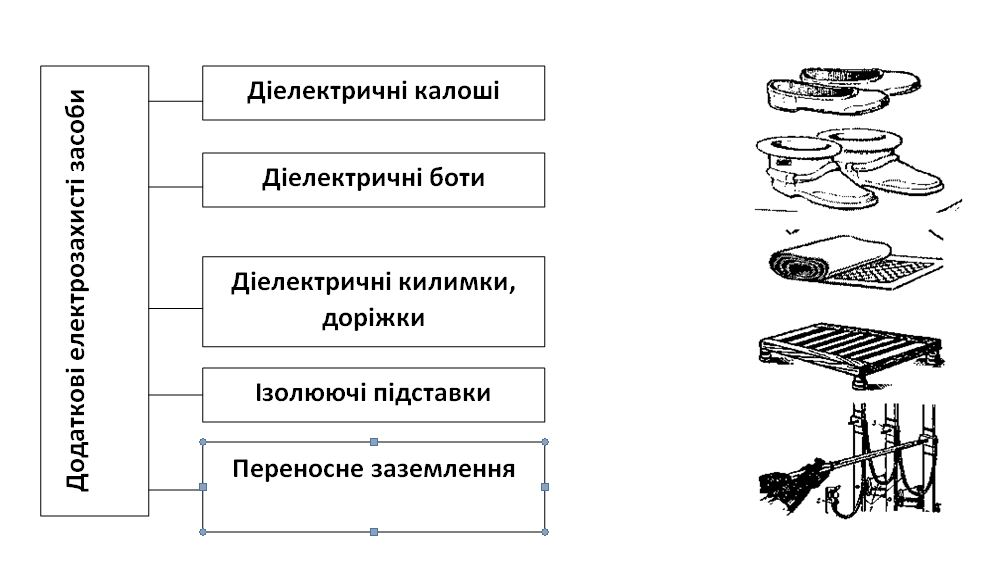 Додаткові електрозахисті засоби
Діелектричні калоші
Діелектричні боти
Діелектричні килимки,
доріжки
Ізолюючі підставки
Переносне заземлення